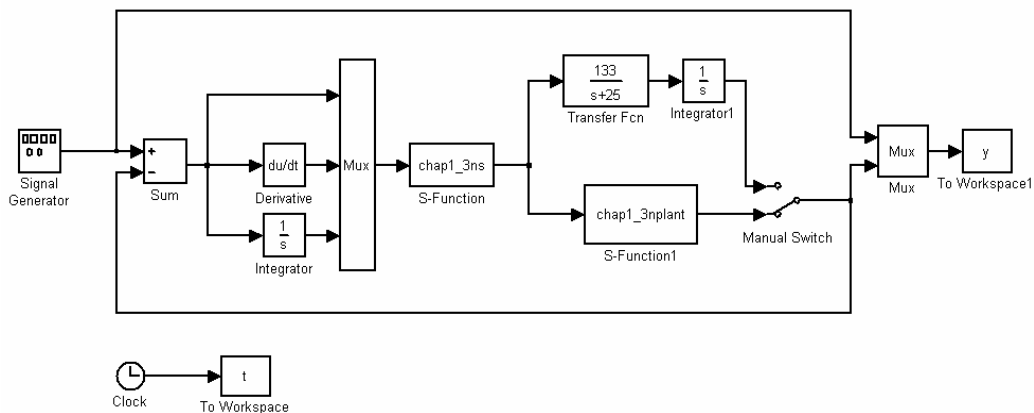 133
s+25
Transfer Fcn
1
s
Integrator1
Signal
Generator
+
−
Sum
du/dt
Derivative
1
s
Integrator
Mux
chap1_3ns
S-Function
chap1_3nplant
S-Function1
Manual Switch
Mux
Mux
y
To Workspace1
Clock
t
To Workspace